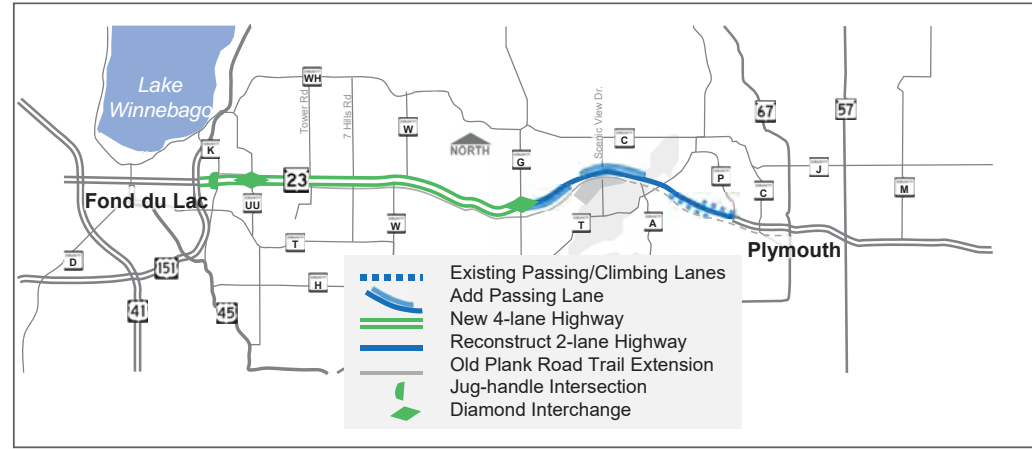 Lake
Winnebago
WH
Tower Rd
7 Hills Rd
W
NORTH
K
23
G
Scenic View Dr.
C
67
57
P
J
C
M
Fond du Lac
UU
W
T
T
A
Plymouth
D
151
H
41
45
Existing Passing/Climbing Lanes
Add Passing Lane
New 4-lane Highway
Reconstruct 2-lane Highway
Old Plank Road Trail Extension
Jug-handle Intersection
Diamond Interchange